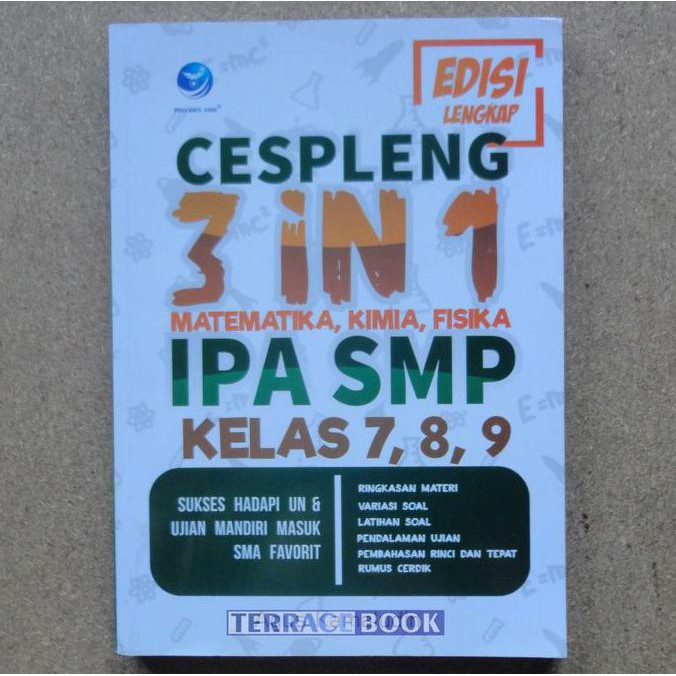 EDISI
LENGKAP
CESPLENG
3 iN 1
MATEMATIKA, KIMIA, FISIKA
IPA SMP
KELAS 7, 8, 9
SUKSES HADAPI UN &
UJIAN MANDIRI MASUK
SMA FAVORIT
RINGKASAN MATERI
VARIASI SOAL
LATIHAN SOAL
PENDALAMAN UJIAN
PEMBAHASAN RINCI DAN TEPAT
RUMUS CERDIK
TERRACE BOOK